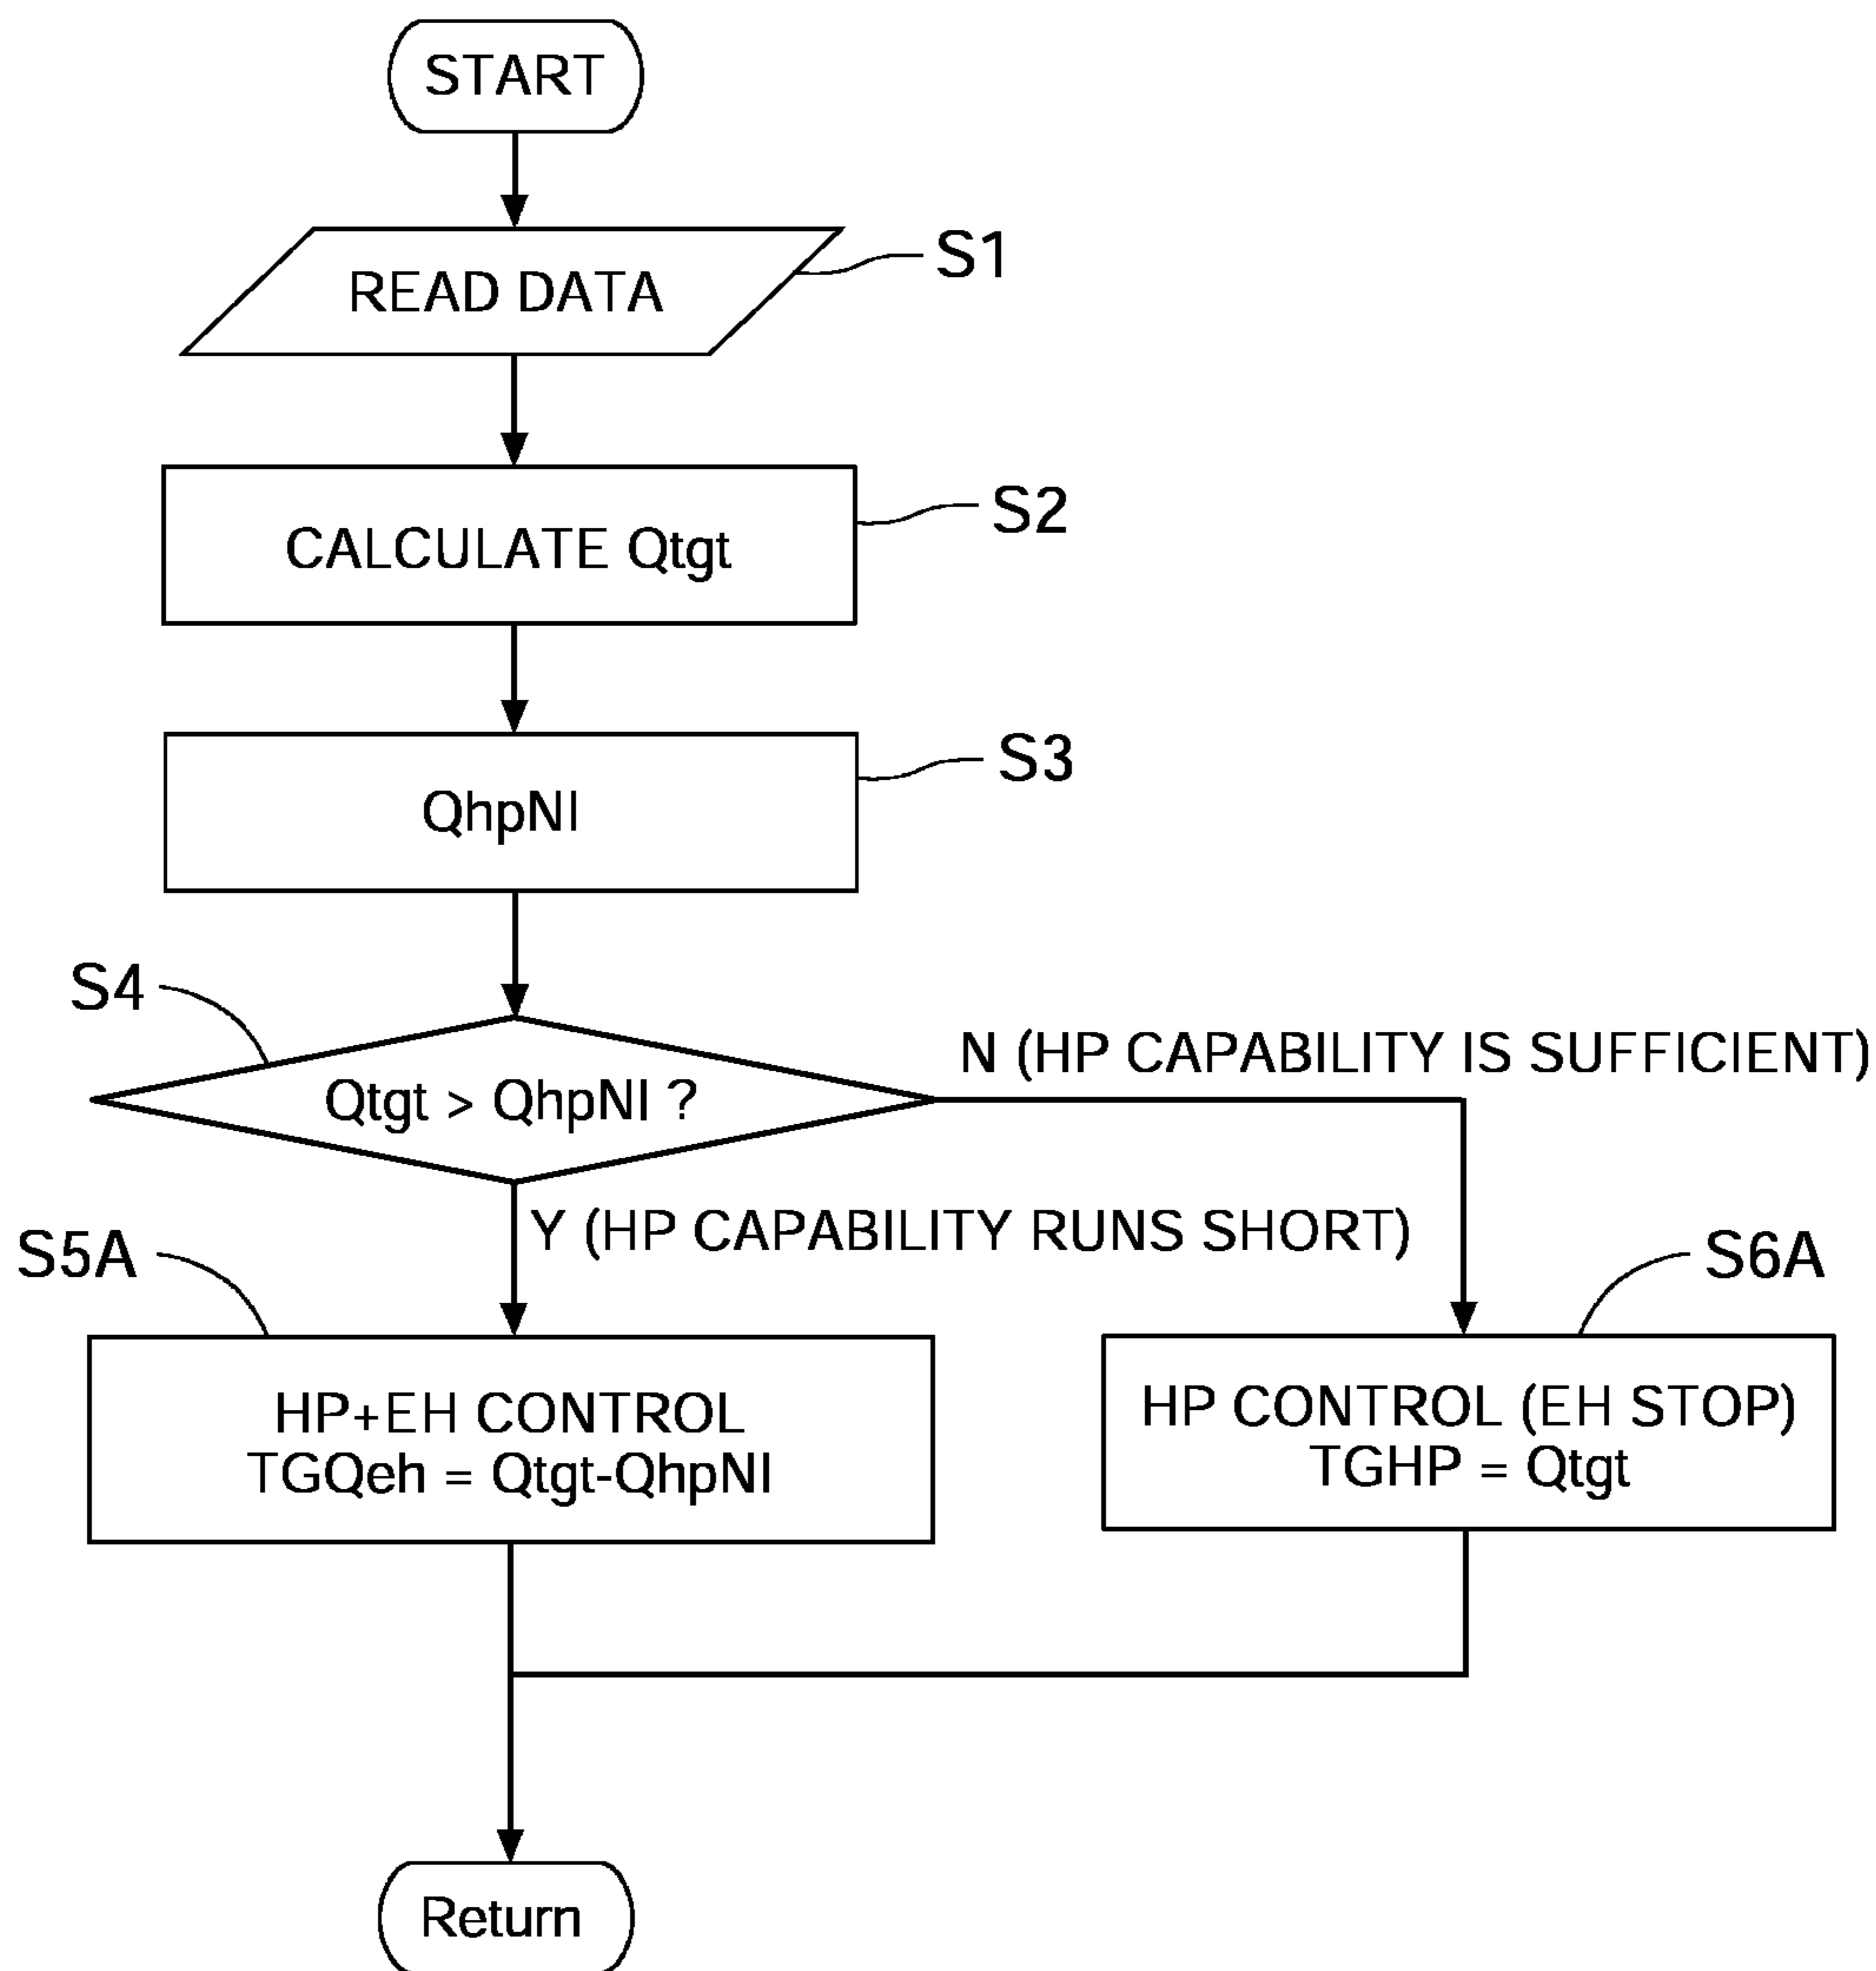 START
READ DATA
S1
CALCULATE Qtgt
S2
QhpNI
S3
S4
Qtgt > QhpNI ?
N (HP CAPABILITY IS SUFFICIENT)
Y (HP CAPABILITY RUNS SHORT)
S5A
HP+EH CONTROL
TGQeh = Qtgt-QhpNI
S6A
HP CONTROL (EH STOP)
TGHP = Qtgt
Return